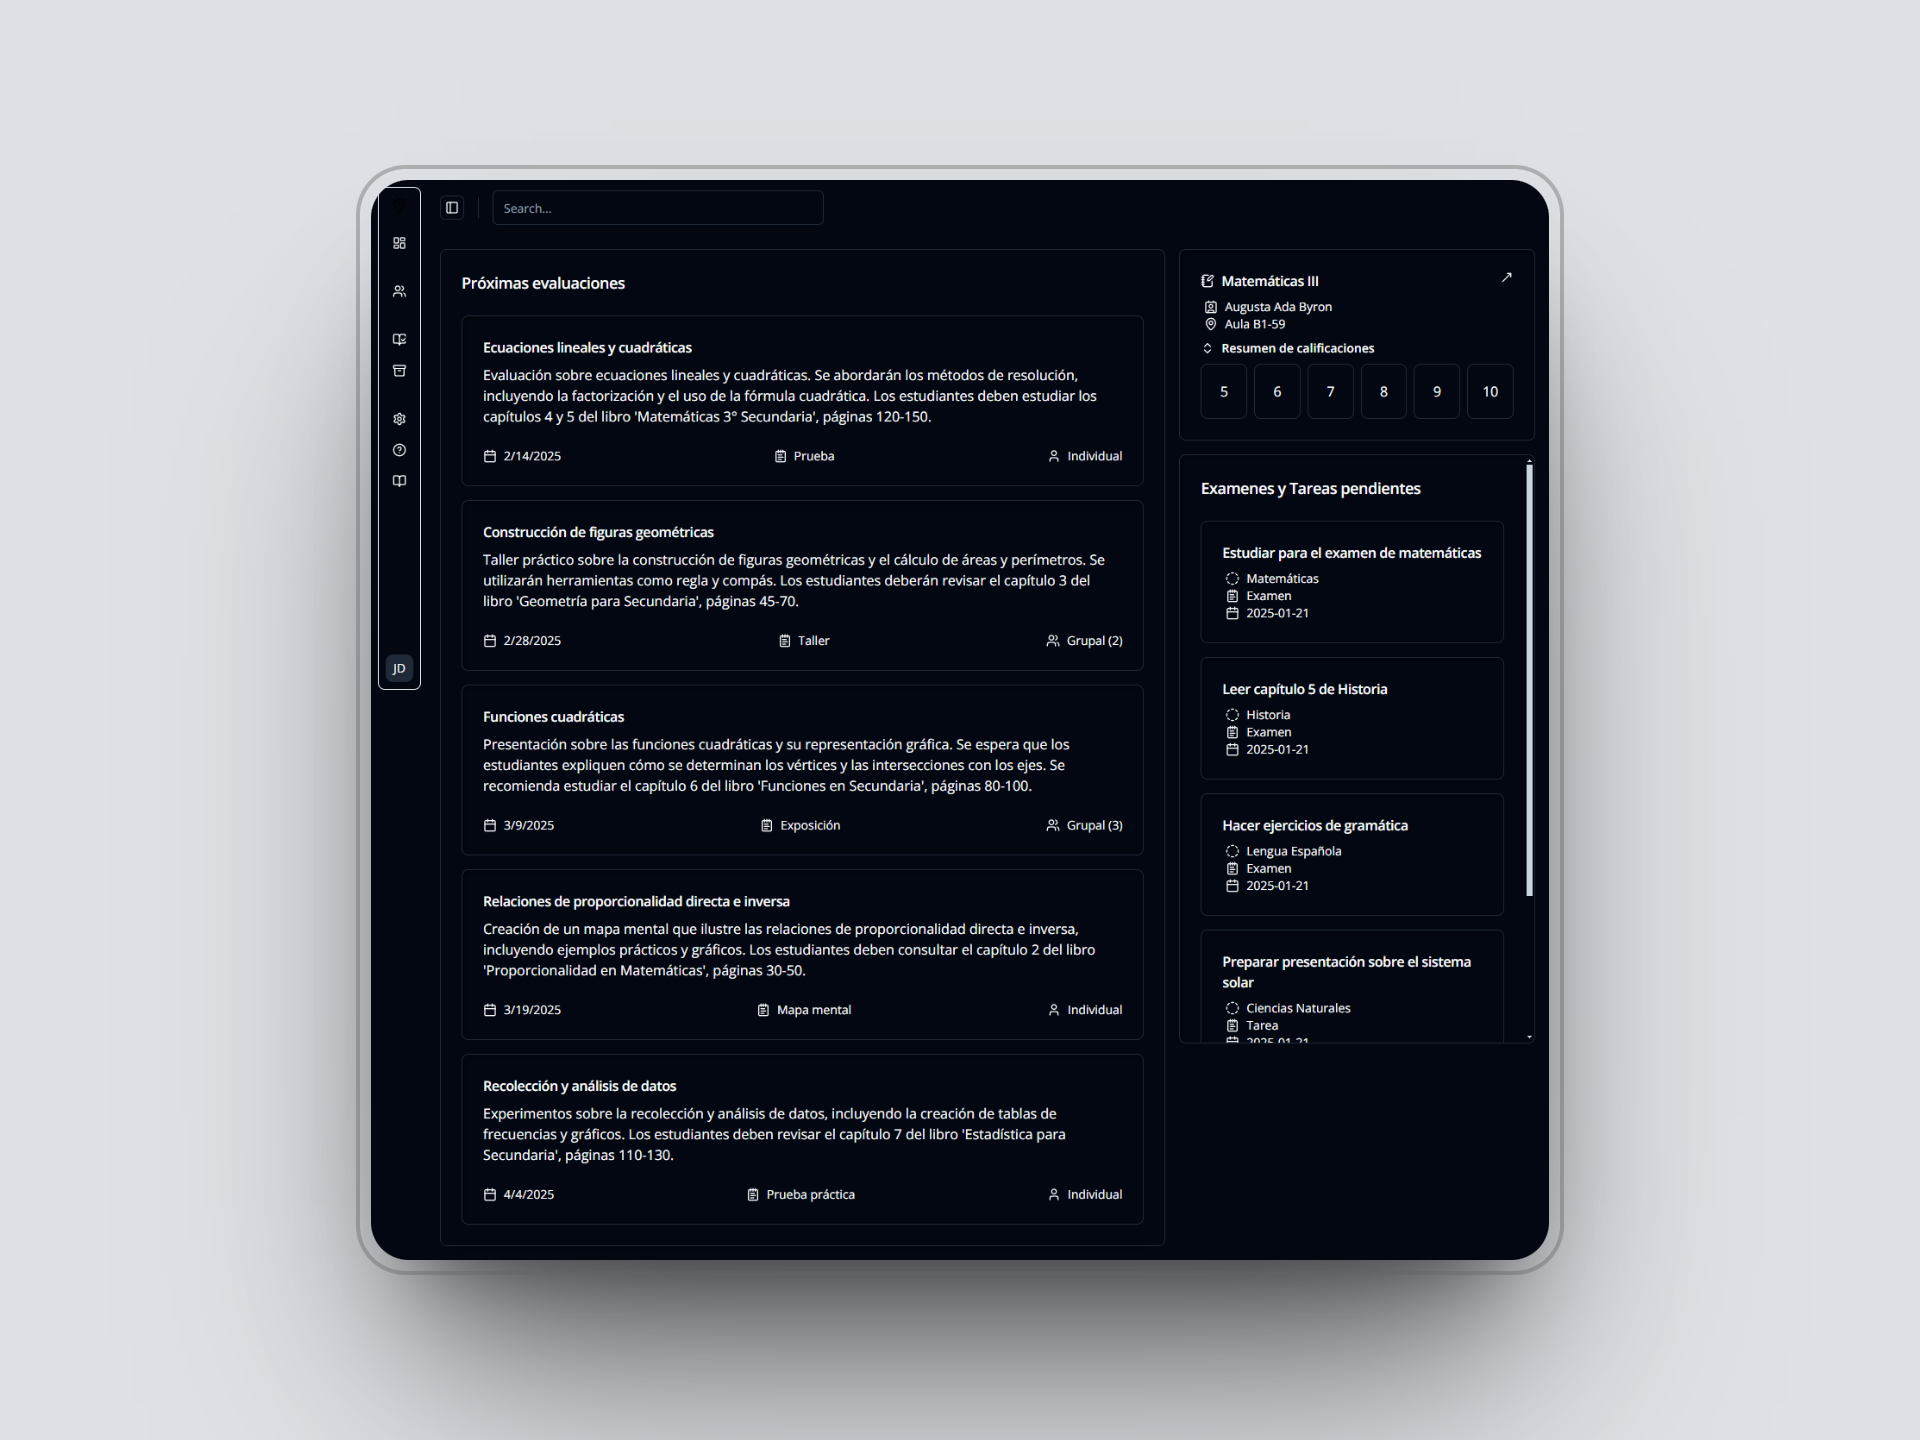 Search...
JD
Próximas evaluaciones
Ecuaciones lineales y cuadráticas
Evaluación sobre ecuaciones lineales y cuadráticas. Se abordarán los métodos de resolución,
incluyendo la factorización y el uso de la fórmula cuadrática. Los estudiantes deben estudiar los
capítulos 4 y 5 del libro 'Matemáticas 3° Secundaria', páginas 120-150.
2/14/2025 Prueba Individual
Construcción de figuras geométricas
Taller práctico sobre la construcción de figuras geométricas y el cálculo de áreas y perímetros. Se
utilizarán herramientas como regla y compás. Los estudiantes deberán revisar el capítulo 3 del
libro 'Geometría para Secundaria', páginas 45-70.
2/28/2025 Taller Grupal (2)
Funciones cuadráticas
Presentación sobre las funciones cuadráticas y su representación gráfica. Se espera que los
estudiantes expliquen cómo se determinan los vértices y las intersecciones con los ejes. Se
recomienda estudiar el capítulo 6 del libro 'Funciones en Secundaria', páginas 80-100.
3/9/2025 Exposición Grupal (3)
Relaciones de proporcionalidad directa e inversa
Creación de un mapa mental que ilustre las relaciones de proporcionalidad directa e inversa,
incluyendo ejemplos prácticos y gráficos. Los estudiantes deben consultar el capítulo 2 del libro
'Proporcionalidad en Matemáticas', páginas 30-50.
3/19/2025 Mapa mental Individual
Recolección y análisis de datos
Experimentos sobre la recolección y análisis de datos, incluyendo la creación de tablas de
frecuencias y gráficos. Los estudiantes deben revisar el capítulo 7 del libro 'Estadística para
Secundaria', páginas 110-130.
4/4/2025 Prueba práctica Individual
Matemáticas III
Augusta Ada Byron
Aula B1-59
Resumen de calificaciones
5 6 7 8 9 10
Examenes y Tareas pendientes
Estudiar para el examen de matemáticas
Matemáticas
Examen
2025-01-21
Leer capítulo 5 de Historia
Historia
Examen
2025-01-21
Hacer ejercicios de gramática
Lengua Española
Examen
2025-01-21
Preparar presentación sobre el sistema
solar
Ciencias Naturales
Tarea
2025-01-21